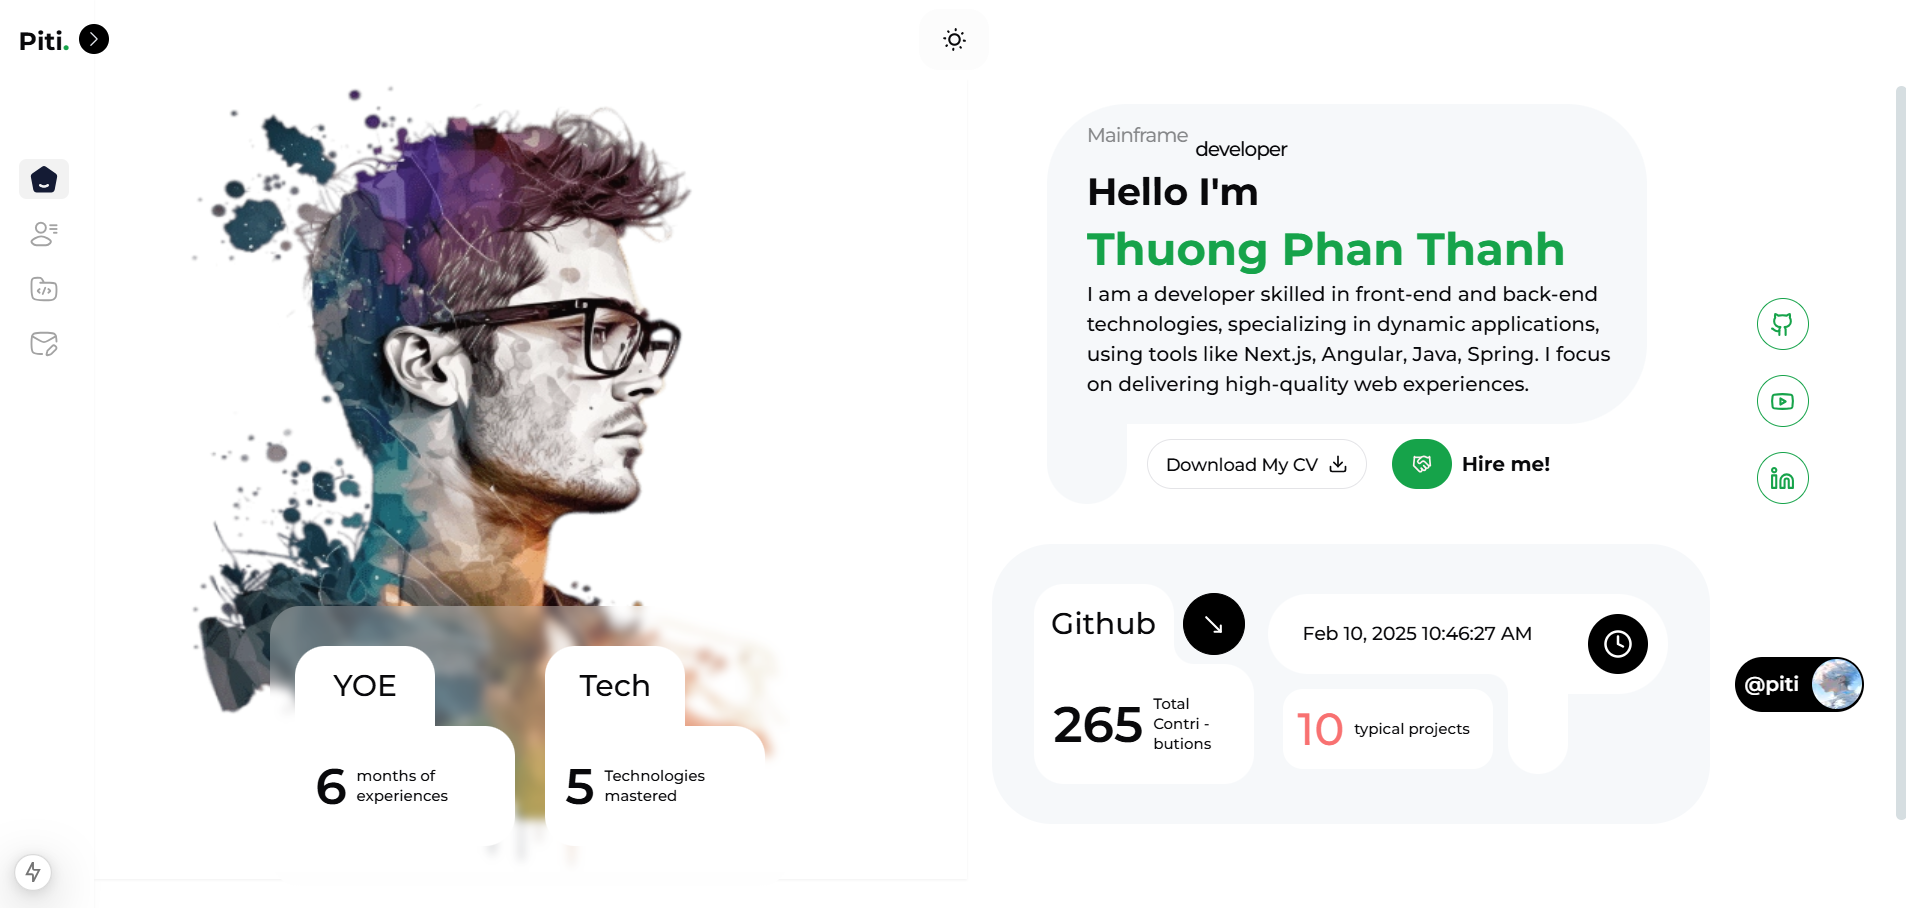 Piti.
Mainframe
developer
Hello I'm
Thuong Phan Thanh
I am a developer skilled in front-end and back-end
technologies, specializing in dynamic applications,
using tools like Next.js, Angular, Java, Spring. I focus
on delivering high-quality web experiences.
Download My CV
Hire me!
YOE
6
months of
experiences
Tech
5
Technologies
mastered
Github
265
Total
Contri -
butions
Feb 10, 2025 10:46:27 AM
10
typical projects
@piti